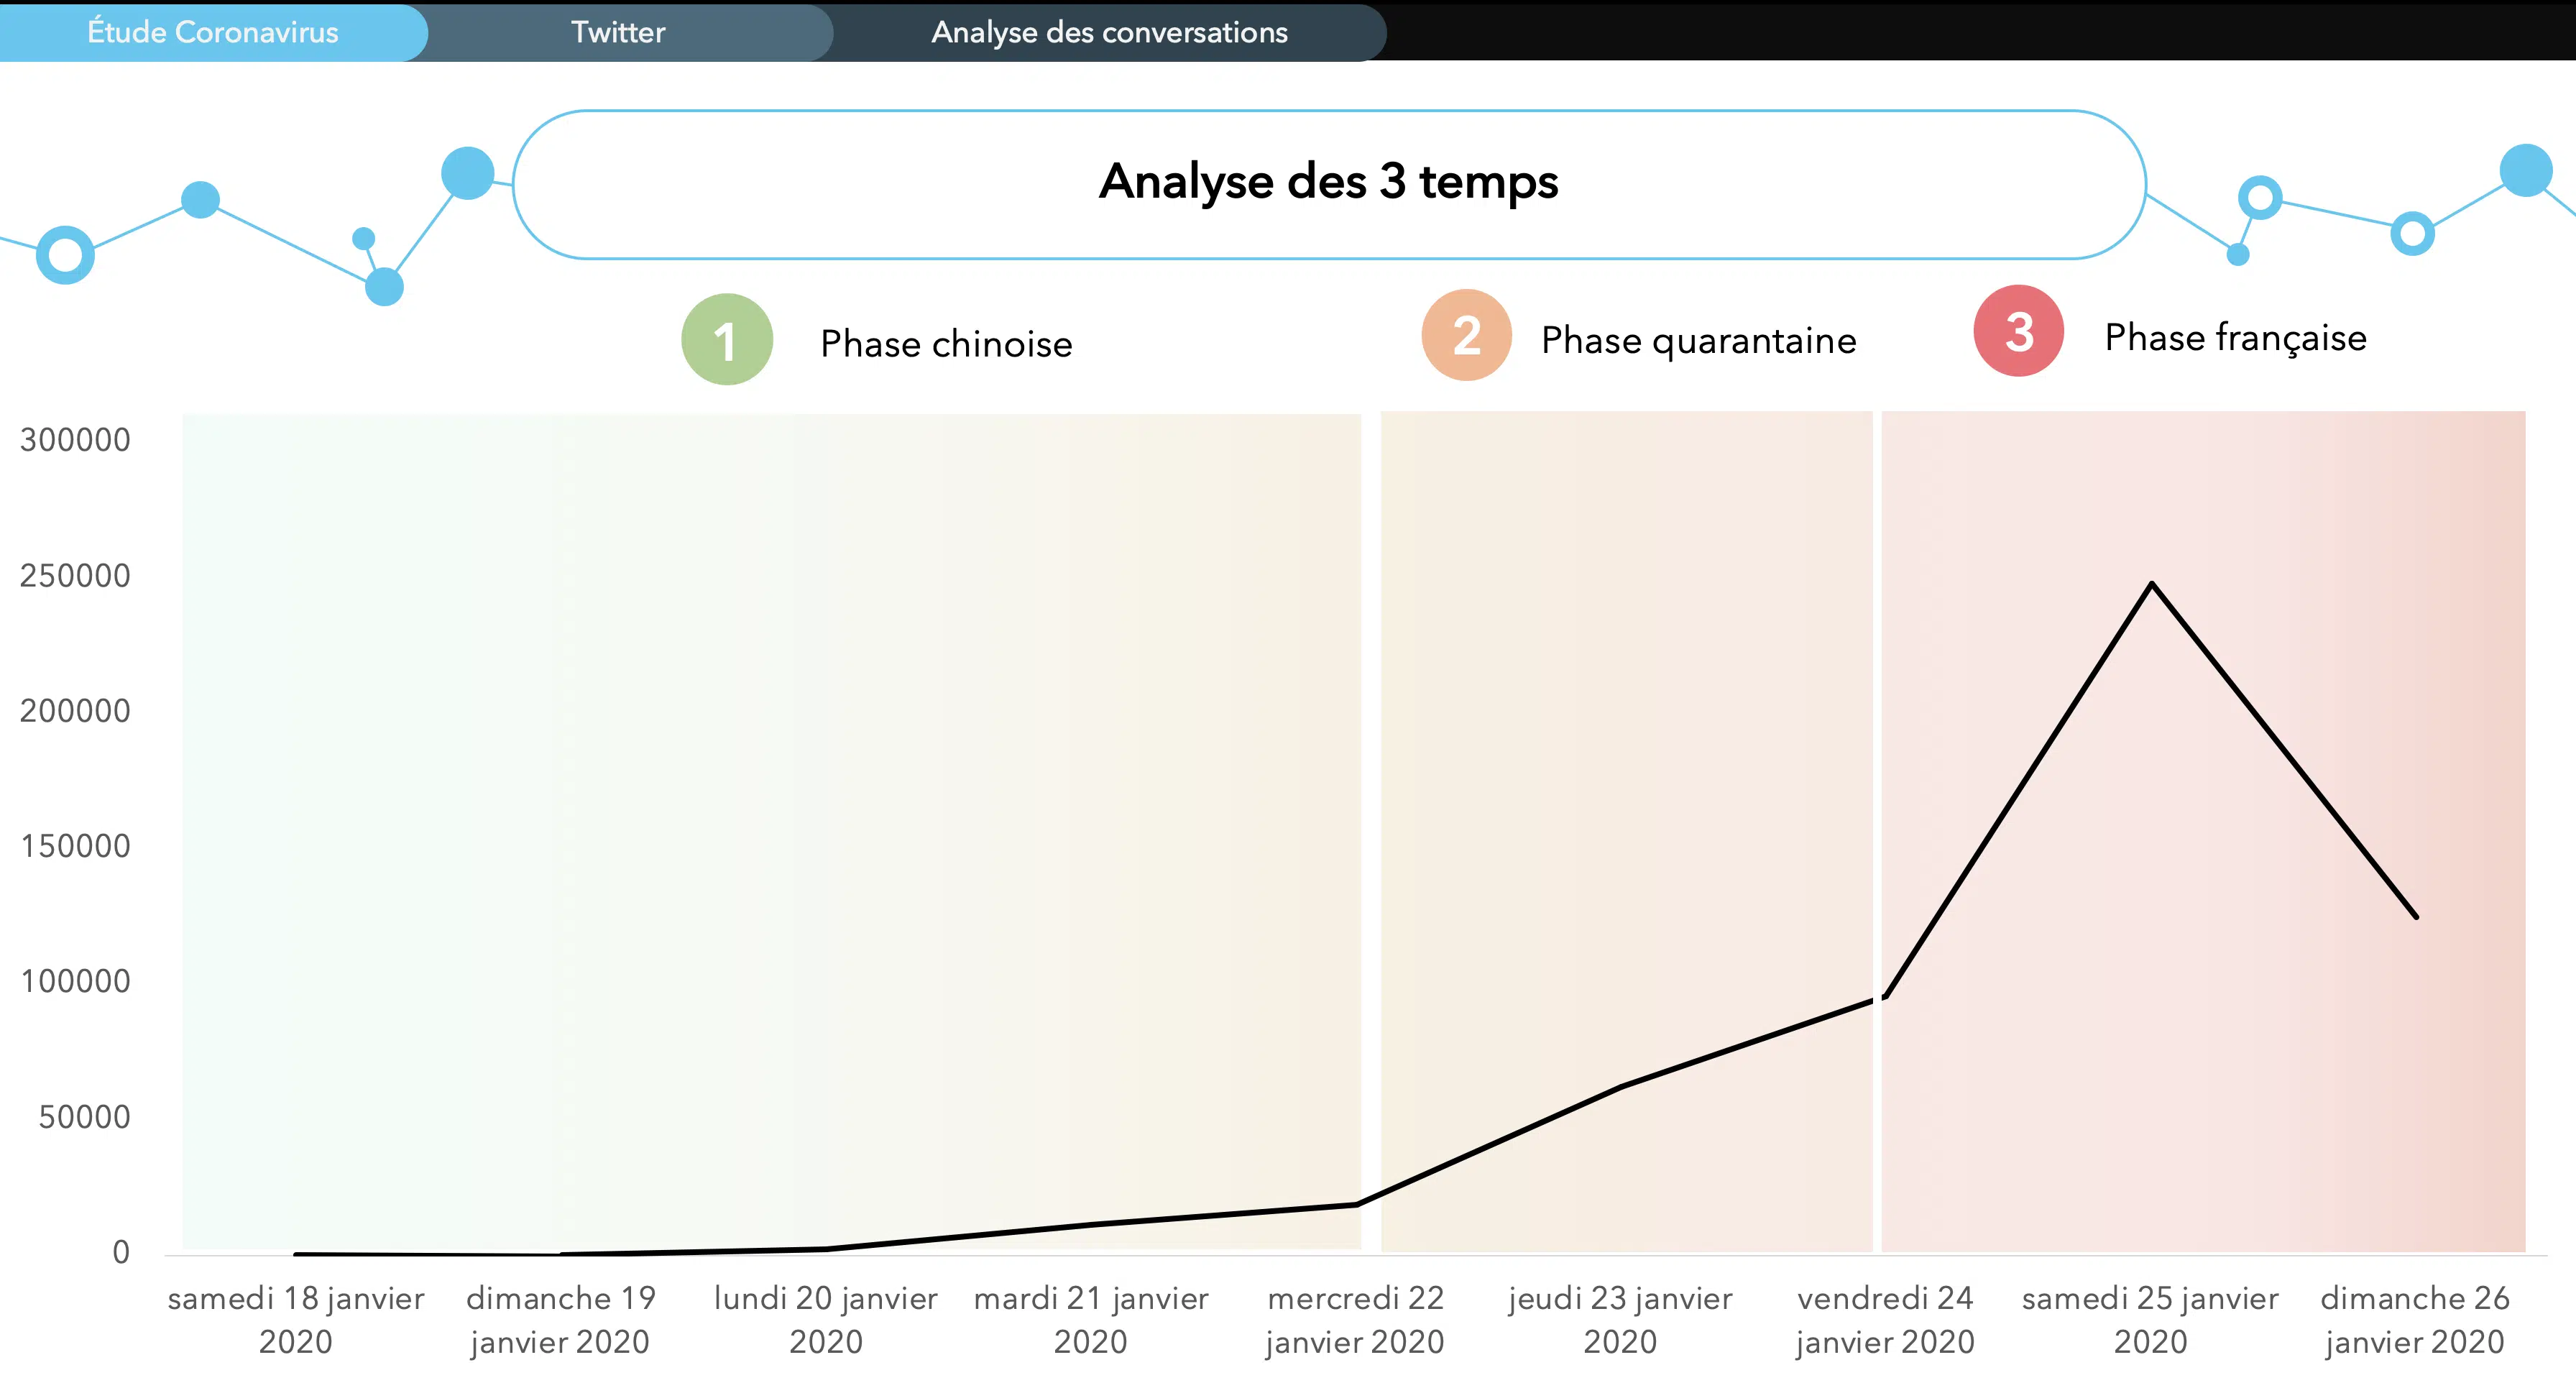 Étude Coronavirus
Twitter
Analyse des conversations
Analyse des 3 temps
1 Phase chinoise
2 Phase quarantaine
3 Phase française
300000
250000
200000
150000
100000
50000
0
samedi 18 janvier
2020
dimanche 19
janvier 2020
lundi 20 janvier
2020
mardi 21 janvier
2020
mercredi 22
janvier 2020
jeudi 23 janvier
2020
vendredi 24
janvier 2020
samedi 25 janvier
2020
dimanche 26
janvier 2020